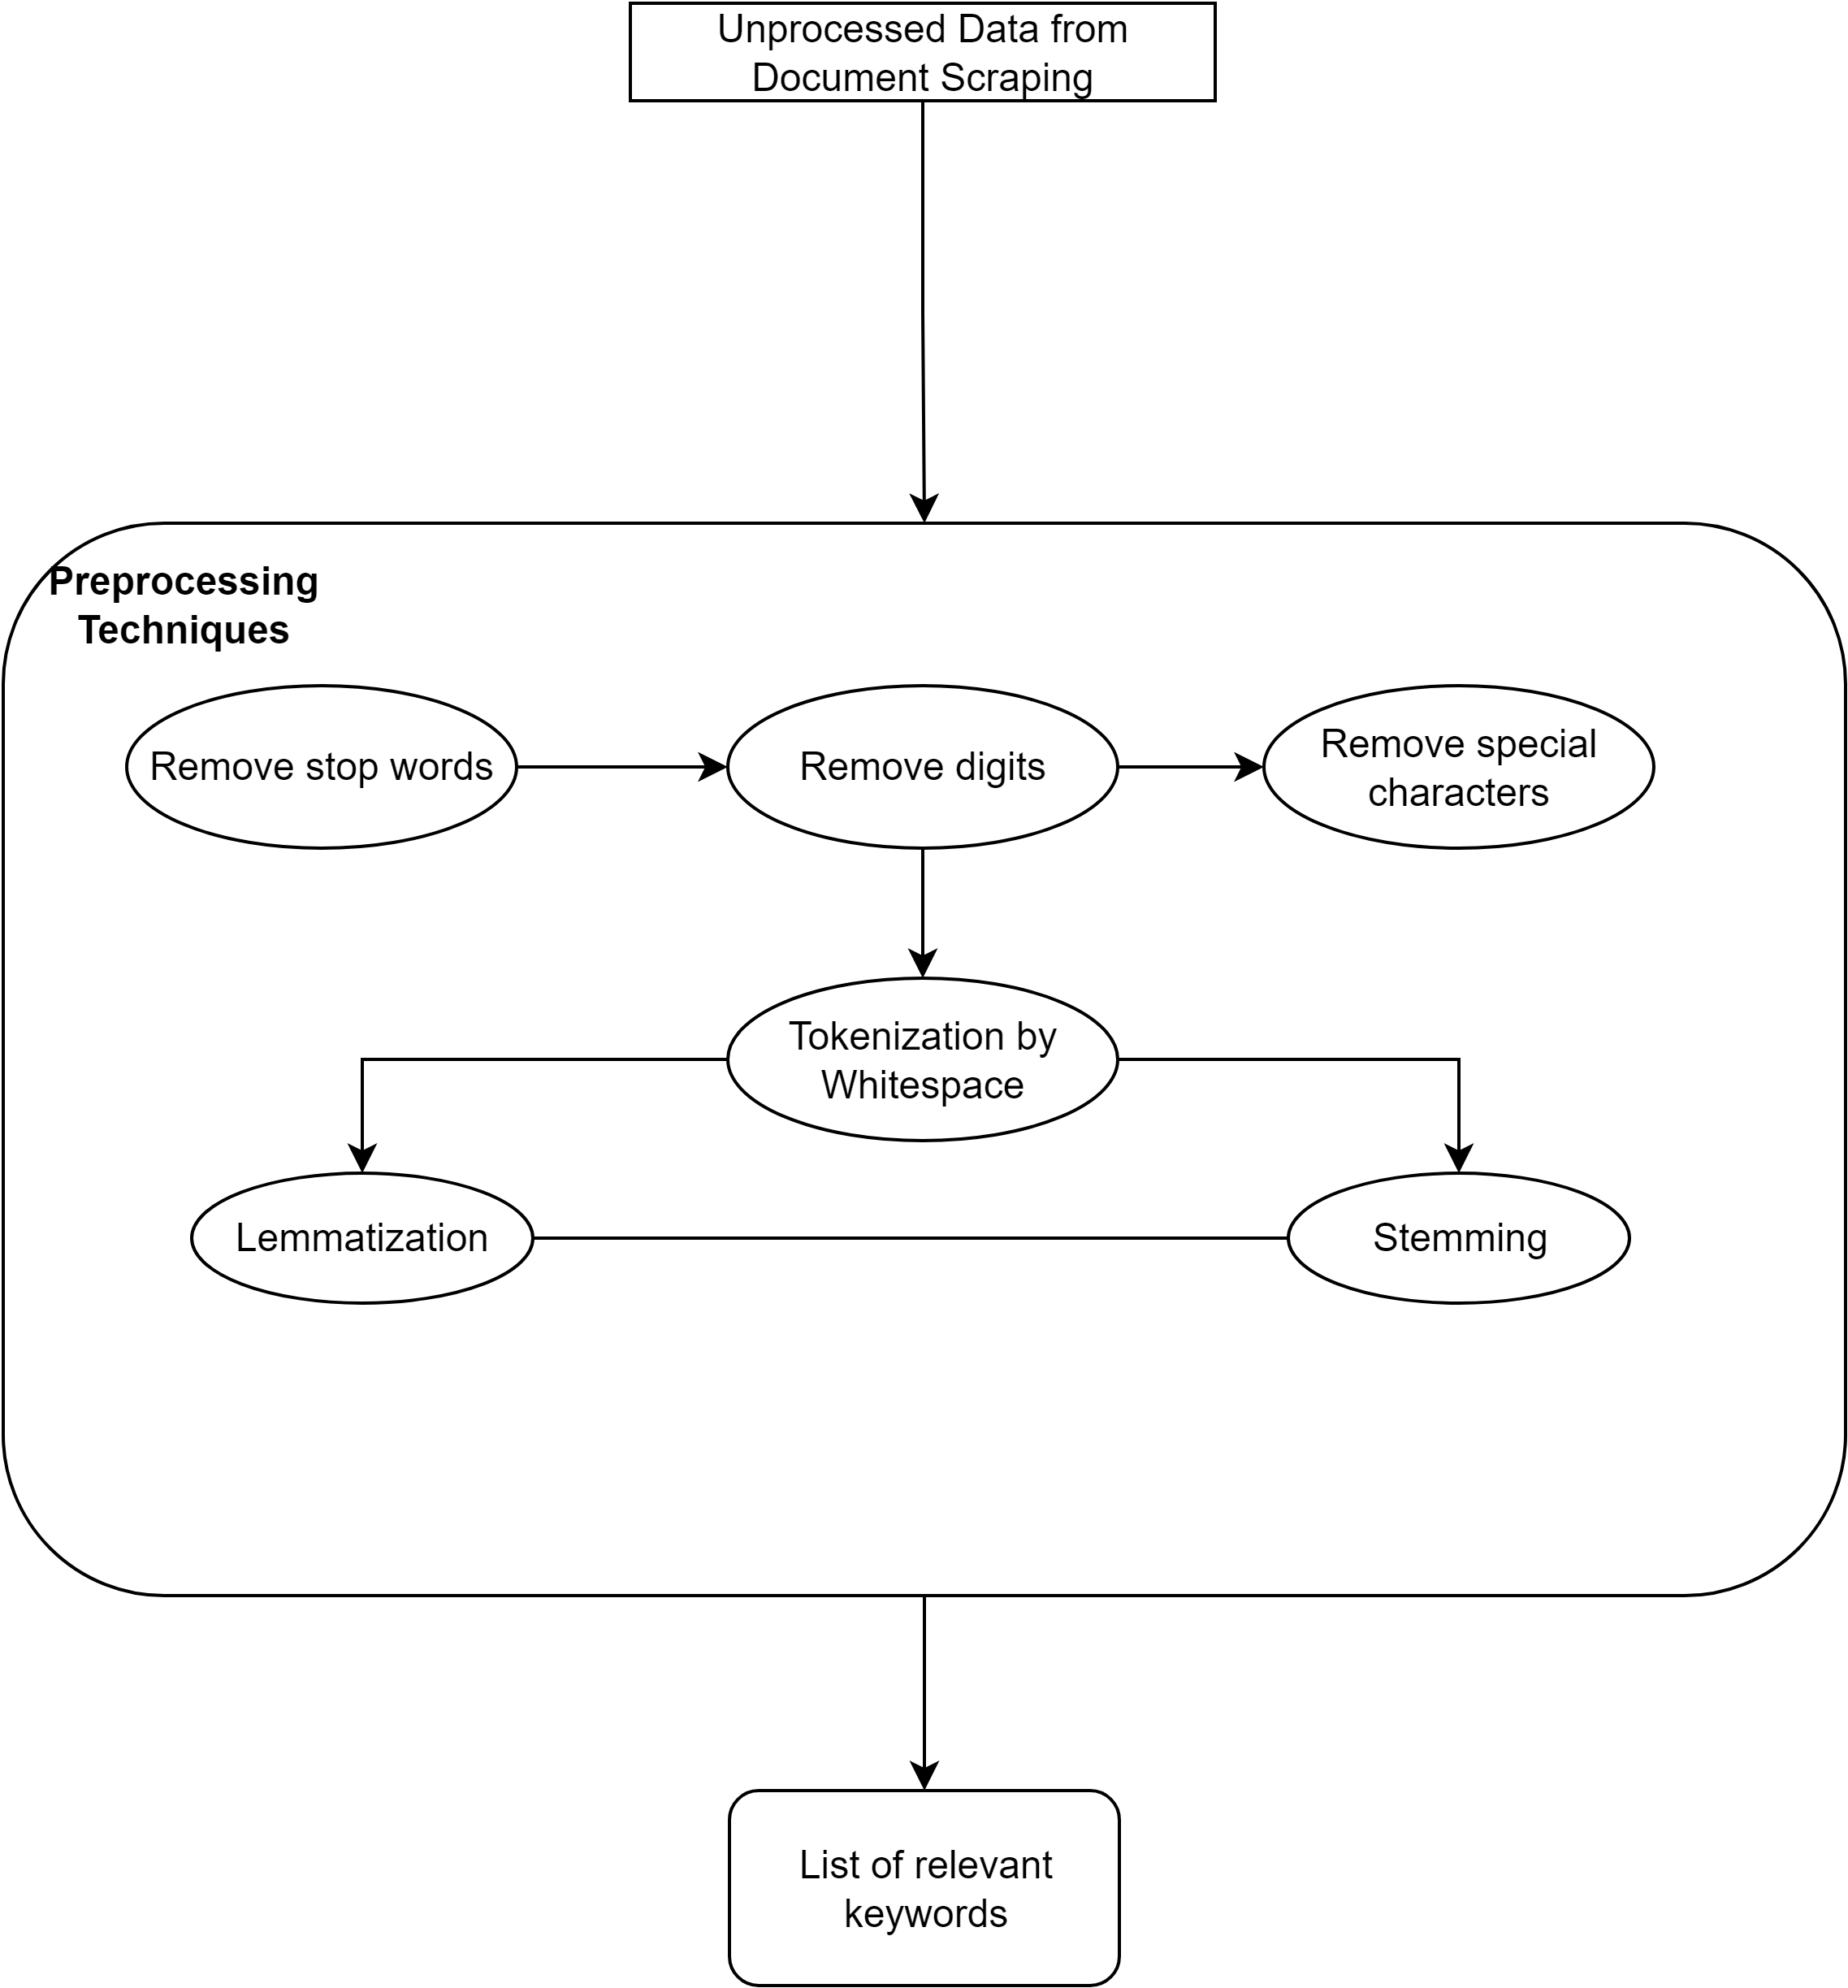 Unprocessed Data from
Document Scraping
Preprocessing
Techniques
Remove stop words
Remove digits
Remove special
characters
Tokenization by
Whitespace
Lemmatization
Stemming
List of relevant
keywords